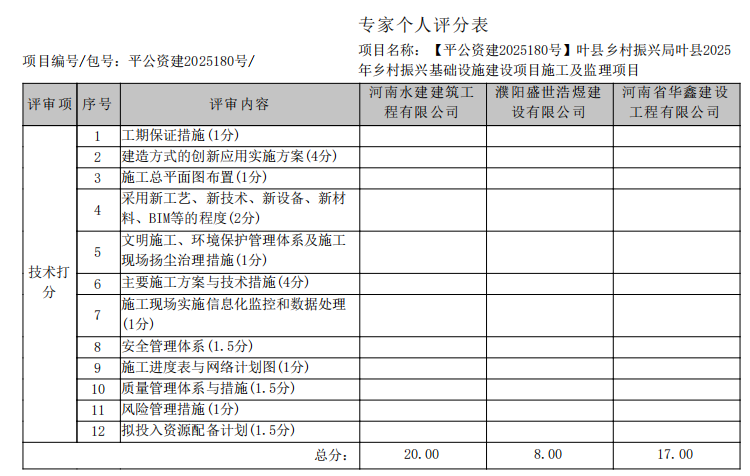 专家个人评分表
项目编号/包号: 平公资建2025180号/
项目名称: 【平公资建2025180号】叶县乡村振兴局叶县2025
年乡村振兴基础设施建设项目施工及监理项目
评审项 序号 评审内容 河南水建建筑工 濮阳盛世浩煜建 河南省华鑫建设
程有限公司 设有限公司 工程有限公司
1 工期保证措施(1分)
2 建造方式的创新应用实施方案(4分)
3 施工总平面图布置(1分)
4 采用新工艺、新技术、新设备、新材
料、BIM等的程度(2分)
5 文明施工、环境保护管理体系及施工
现场扬尘治理措施(1分)
技术打
分
6 主要施工方案与技术措施(4分)
7 施工现场实施信息化监控和数据处理
(1分)
8 安全管理体系(1.5分)
9 施工进度表与网络计划图(1分)
10 质量管理体系与措施(1.5分)
11 风险管理措施(1分)
12 拟投入资源配备计划(1.5分)
总分: 20.00 8.00 17.00